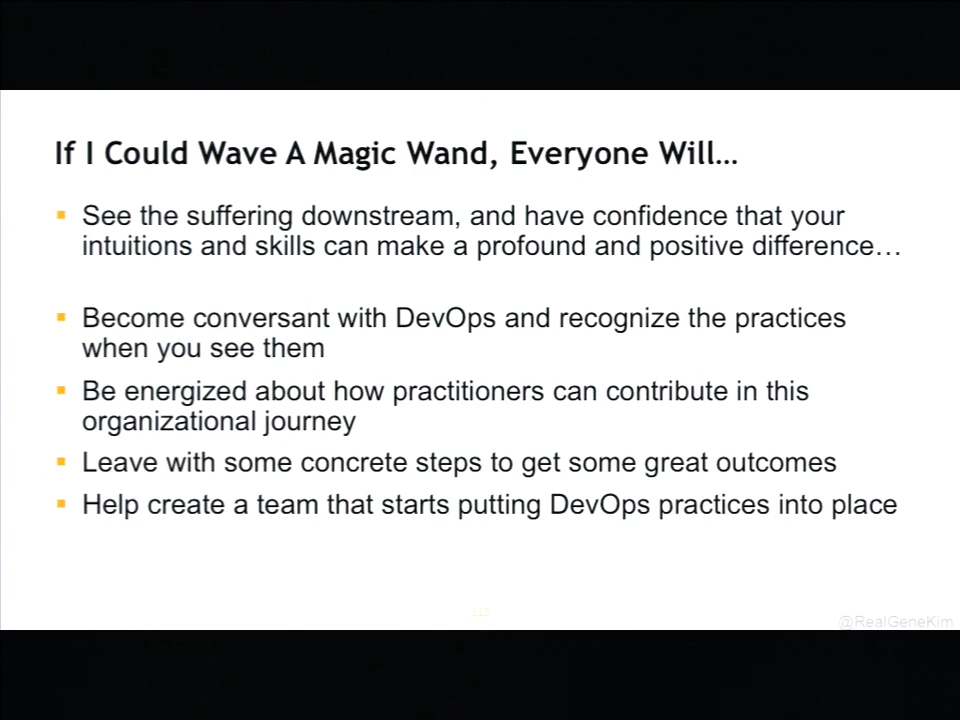 If I Could Wave A Magic Wand, Everyone Will…
▪ See the suffering downstream, and have confidence that your
intuitions and skills can make a profound and positive difference…
▪ Become conversant with DevOps and recognize the practices
when you see them
▪ Be energized about how practitioners can contribute in this
organizational journey
▪ Leave with some concrete steps to get some great outcomes
▪ Help create a team that starts putting DevOps practices into place
@RealGeneKim